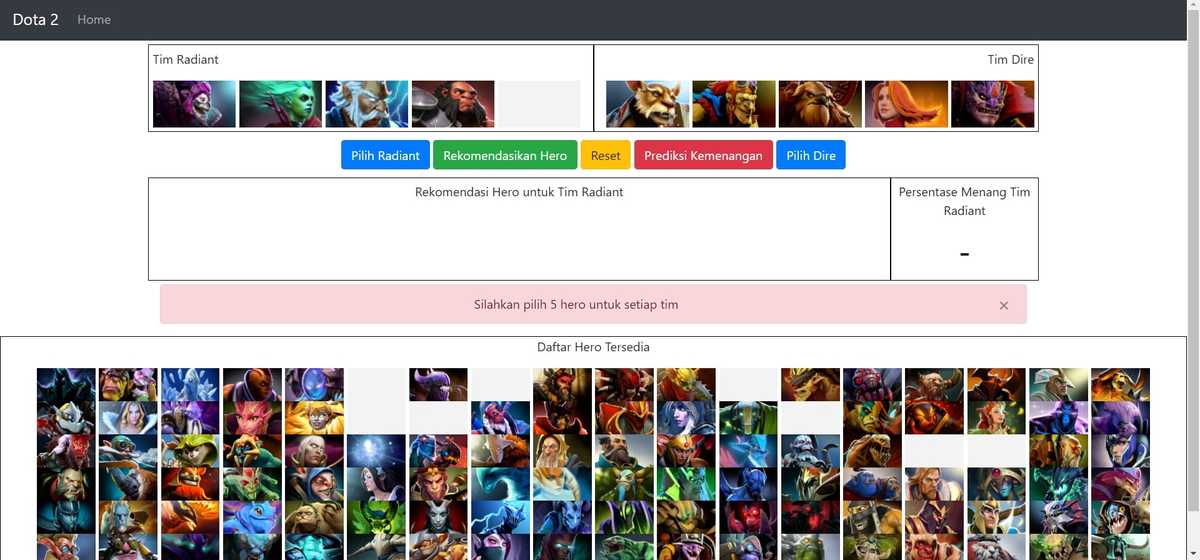 Dota 2 Home
Tim Radiant
Tim Dire
Pilih Radiant
Rekomendasikan Hero
Reset
Prediksi Kemenangan
Pilih Dire
Rekomendasi Hero untuk Tim Radiant
Persentase Menang Tim
Radiant
-
Silahkan pilih 5 hero untuk setiap tim
×
Daftar Hero Tersedia